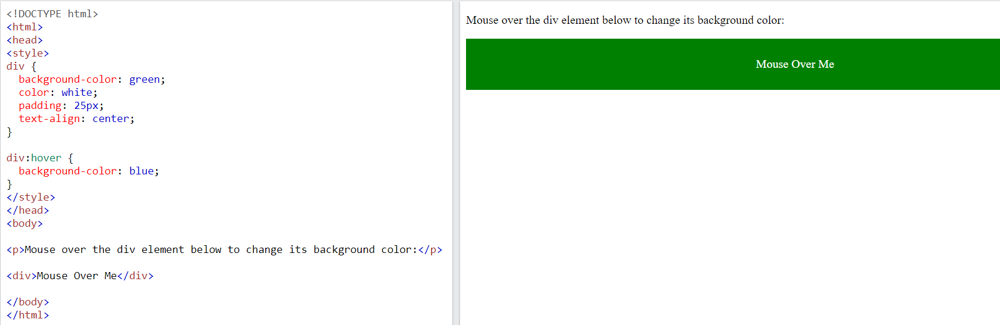 <!DOCTYPE html>
<html>
<head>
<style>
div {
  background-color: green;
  color: white;
  padding: 25px;
  text-align: center;
}

div:hover {
  background-color: blue;
}
</style>
</head>
<body>

<p>Mouse over the div element below to change its background color:</p>

<div>Mouse Over Me</div>

</body>
</html>
Mouse over the div element below to change its background color:
Mouse Over Me